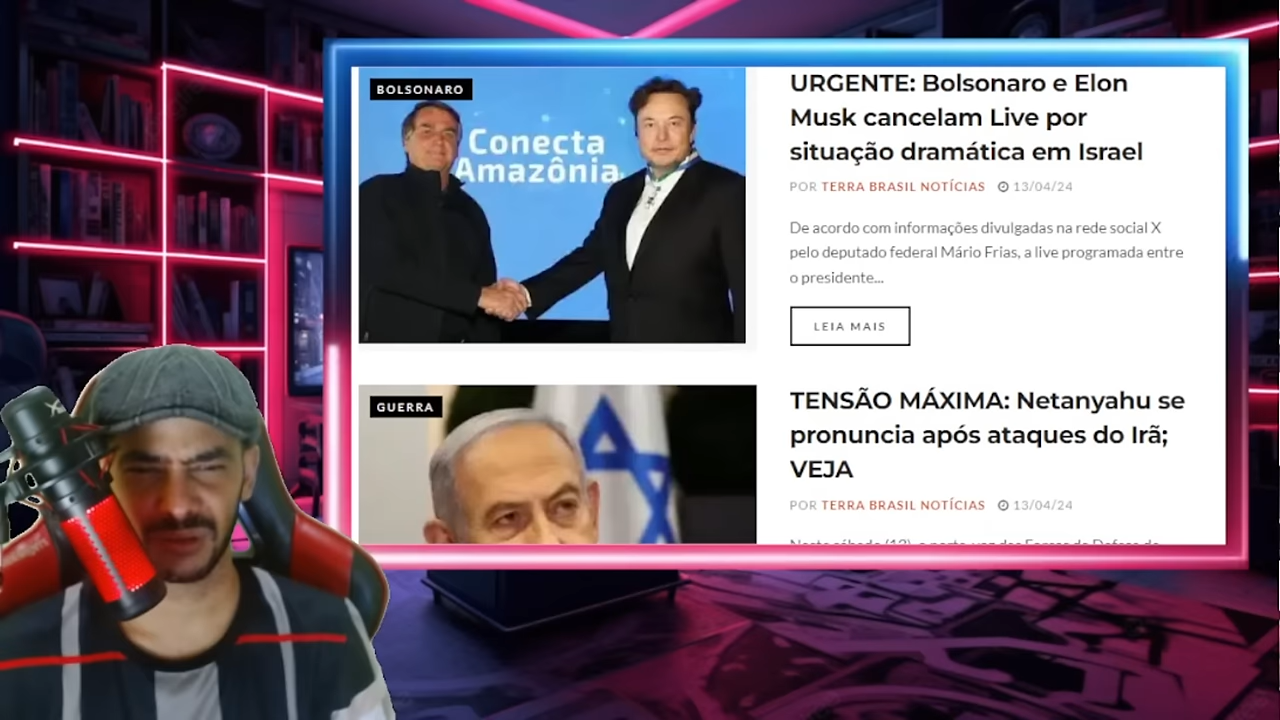 BOLSONARO
Conecta
Amazônia
URGENTE: Bolsonaro e Elon
Musk cancelam Live por
situação dramática em Israel
POR TERRA BRASIL NOTÍCIAS 13/04/24
De acordo com informações divulgadas na rede social X
pelo deputado federal Mário Frias, a live programada entre
o presidente...
LEIA MAIS
GUERRA
TENSÃO MÁXIMA: Netanyahu se
pronuncia após ataques do Irã;
VEJA
POR TERRA BRASIL NOTÍCIAS 13/04/24